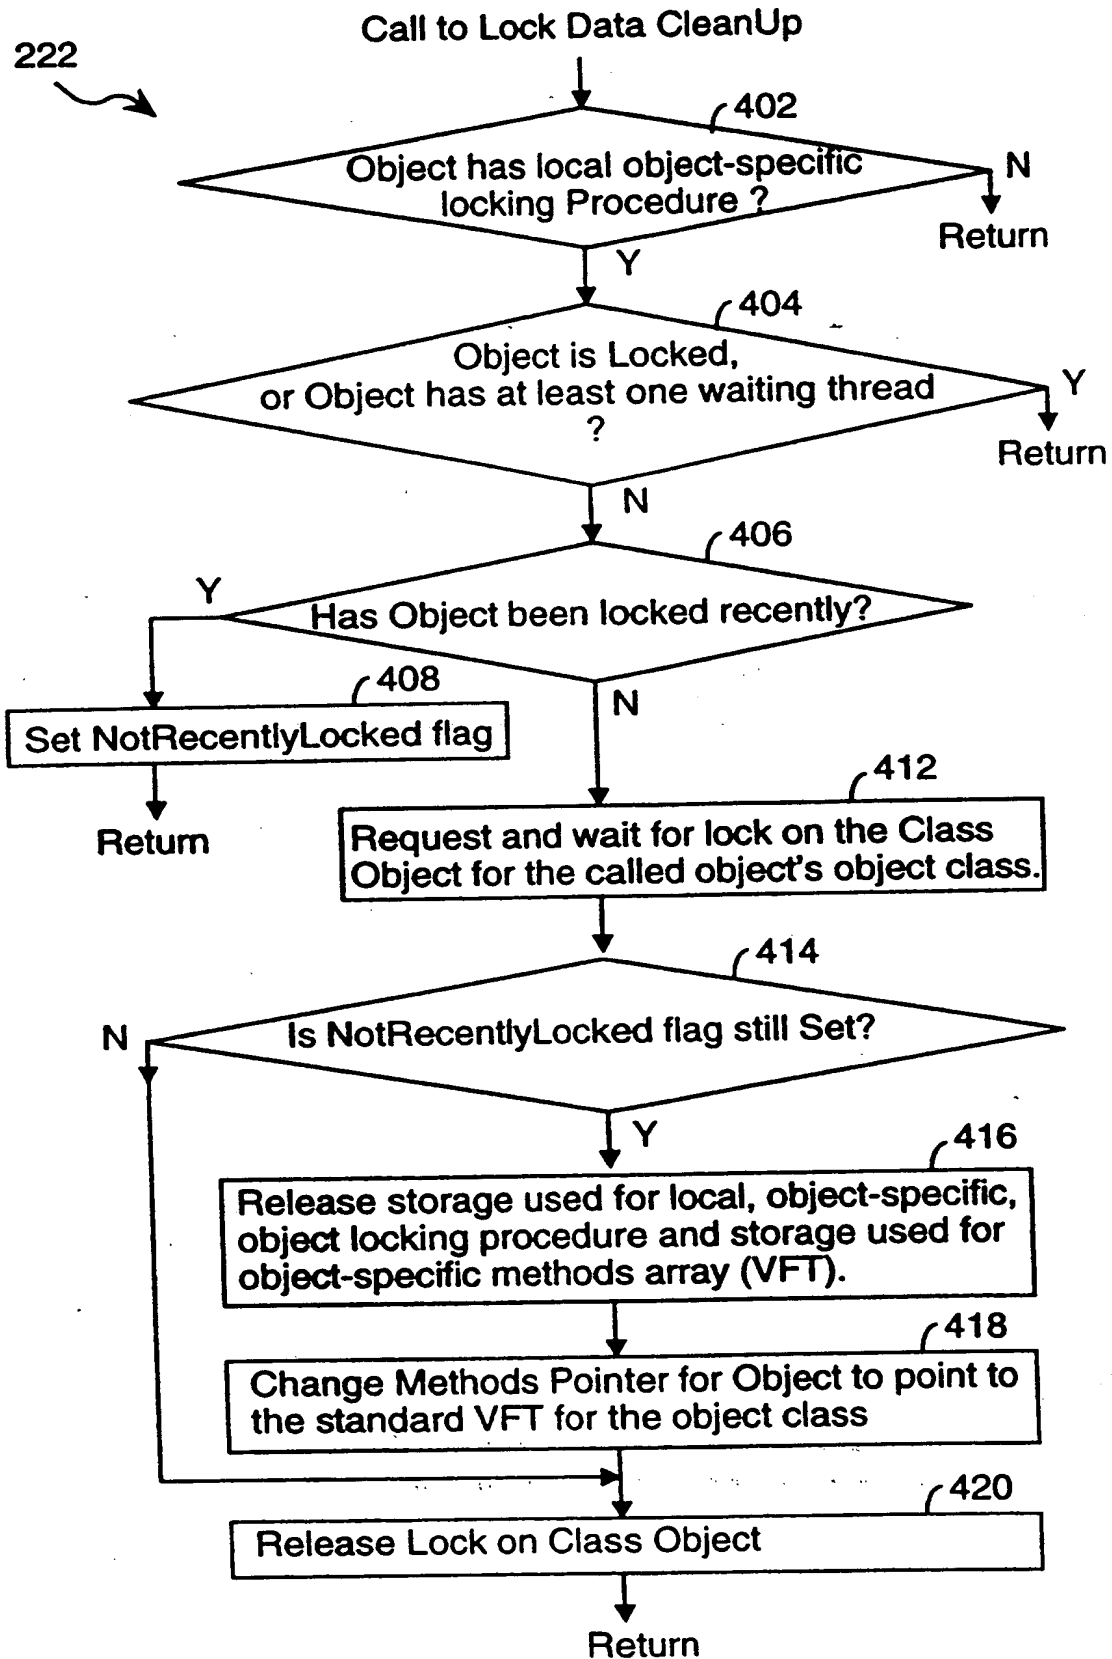 Call to Lock Data CleanUp
222
402
Object has local object-specific
locking Procedure ?
N
Return
Y
404
Object is Locked,
or Object has at least one waiting thread
?
Y
Return
N
406
Y
Has Object been locked recently?
408
N
Set NotRecentlyLocked flag
Return
412
Request and wait for lock on the Class
Object for the called object's object class.
414
N
Is NotRecentlyLocked flag still Set?
Y
416
Release storage used for local, object-specific,
object locking procedure and storage used for
object-specific methods array (VFT).
418
Change Methods Pointer for Object to point to
the standard VFT for the object class
420
Release Lock on Class Object
Return